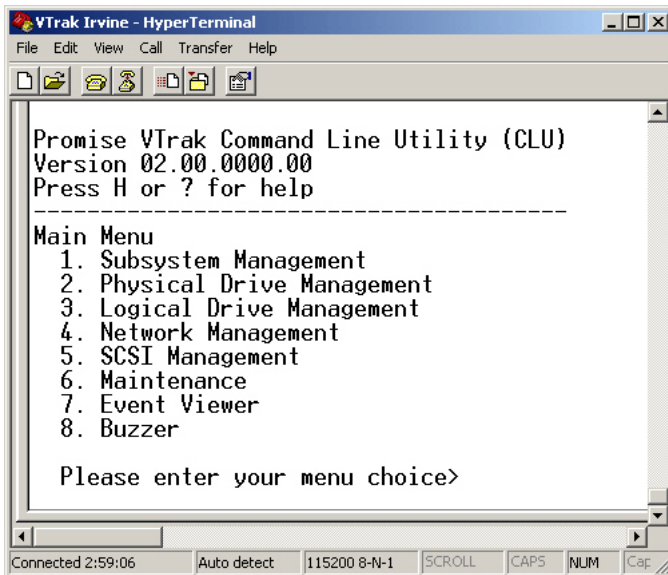 VTrak Irvine - HyperTerminal
File Edit View Call Transfer Help
Promise VTrak Command Line Utility (CLU)
Version 02.00.0000.00
Press H or ? for help
----------------------------------------
Main Menu
1. Subsystem Management
2. Physical Drive Management
3. Logical Drive Management
4. Network Management
5. SCSI Management
6. Maintenance
7. Event Viewer
8. Buzzer
Please enter your menu choice>
Connected 2:59:06 Auto detect 115200 8-N-1 SCROLL CAPS NUM Cap